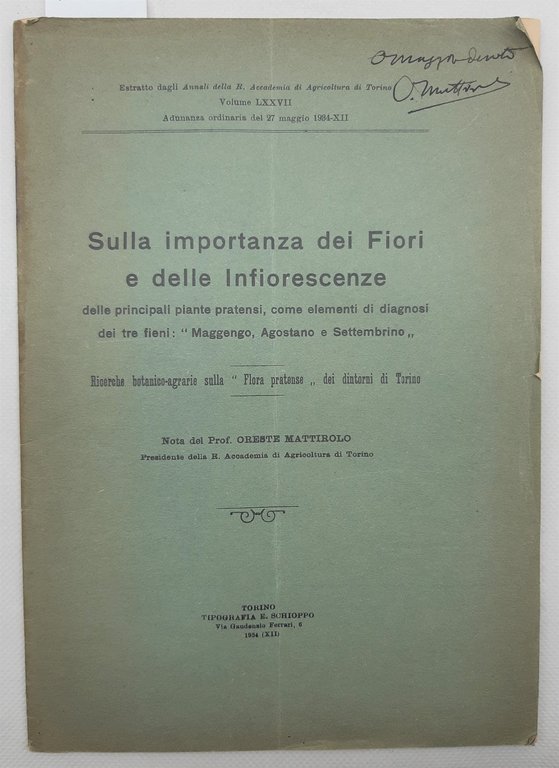 Omaggio devoto
O. Mattirolo
Estratto dagli Annali della R. Accademia di Agricoltura di Torino
Volume LXXVII
Adunanza ordinaria del 27 maggio 1934-XII
Sulla importanza dei Fiori
e delle Infiorescenze
delle principali piante pratensi, come elementi di diagnosi
dei tre fieni: “ Maggengo, Agostano e Settembrino „
Ricerche botanico-agrarie sulla “ Flora pratense „ dei dintorni di Torino
Nota del Prof. ORESTE MATTIROLO
Presidente della R. Accademia di Agricoltura di Torino
TORINO
TIPOGRAFIA E. SCHIOPPO
Via Gaudenzio Ferrari, 6
1934 (XII)